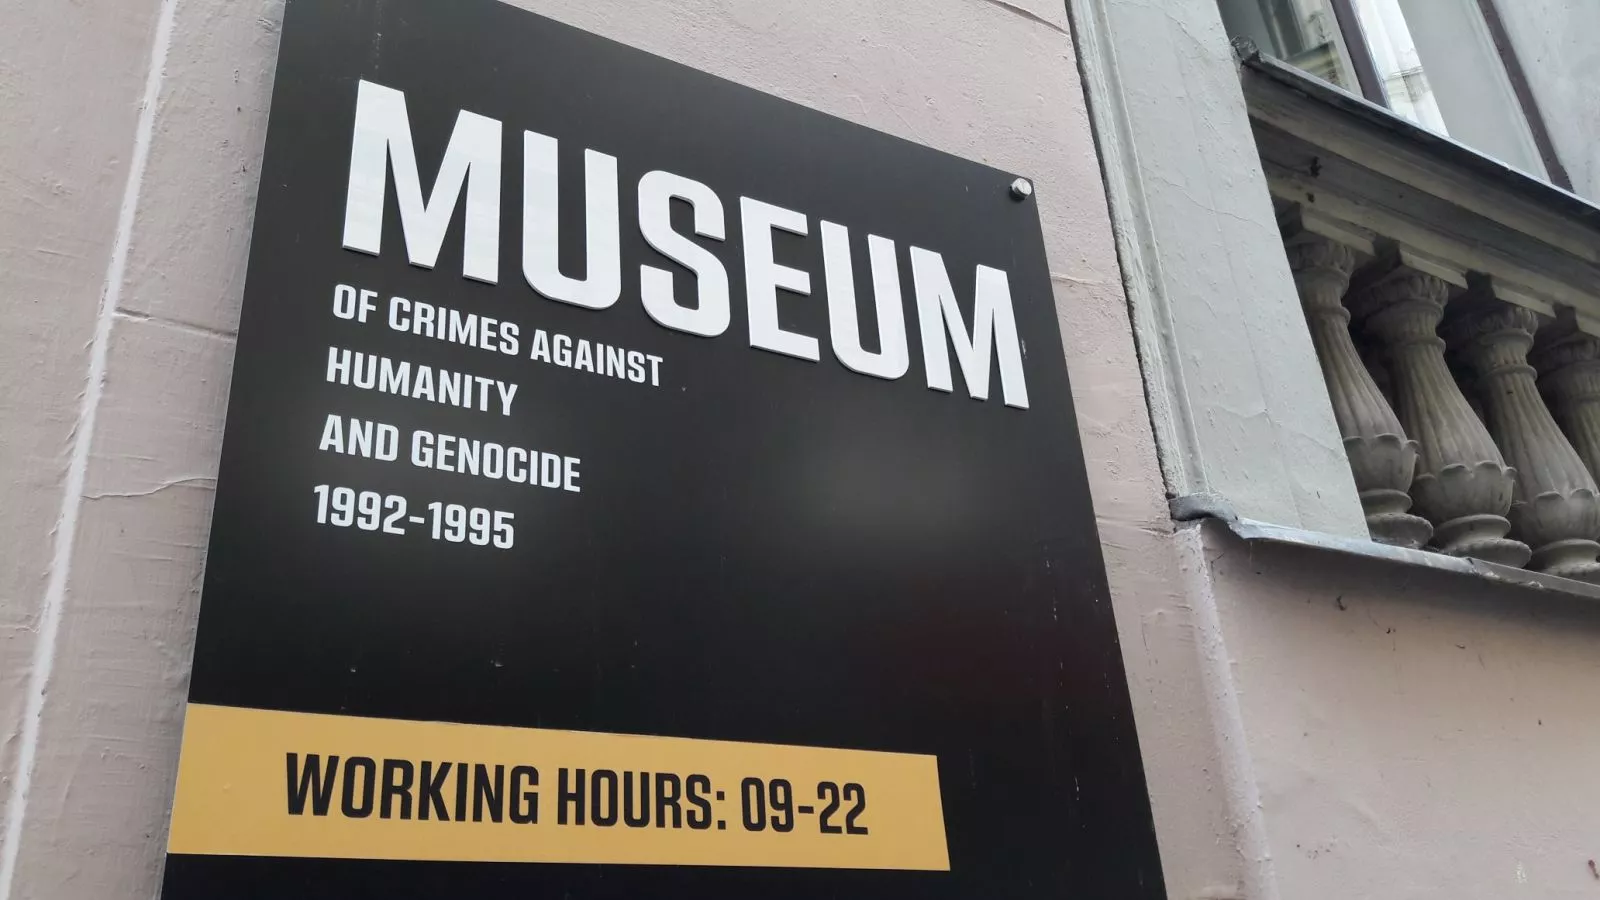 MUSEUM
OF CRIMES AGAINST
HUMANITY
AND GENOCIDE
1992-1995
WORKING HOURS: 09-22